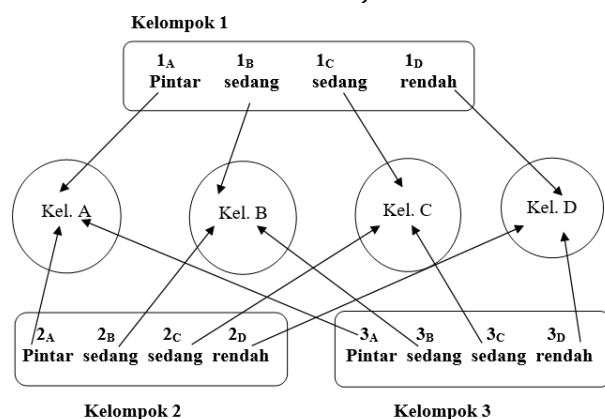 Kelompok 1
1A 1B 1C 1D
Pintar sedang sedang rendah
Kel. A Kel. B Kel. C Kel. D
2A 2B 2C 2D
Pintar sedang sedang rendah
3A 3B 3C 3D
Pintar sedang sedang rendah
Kelompok 2
Kelompok 3